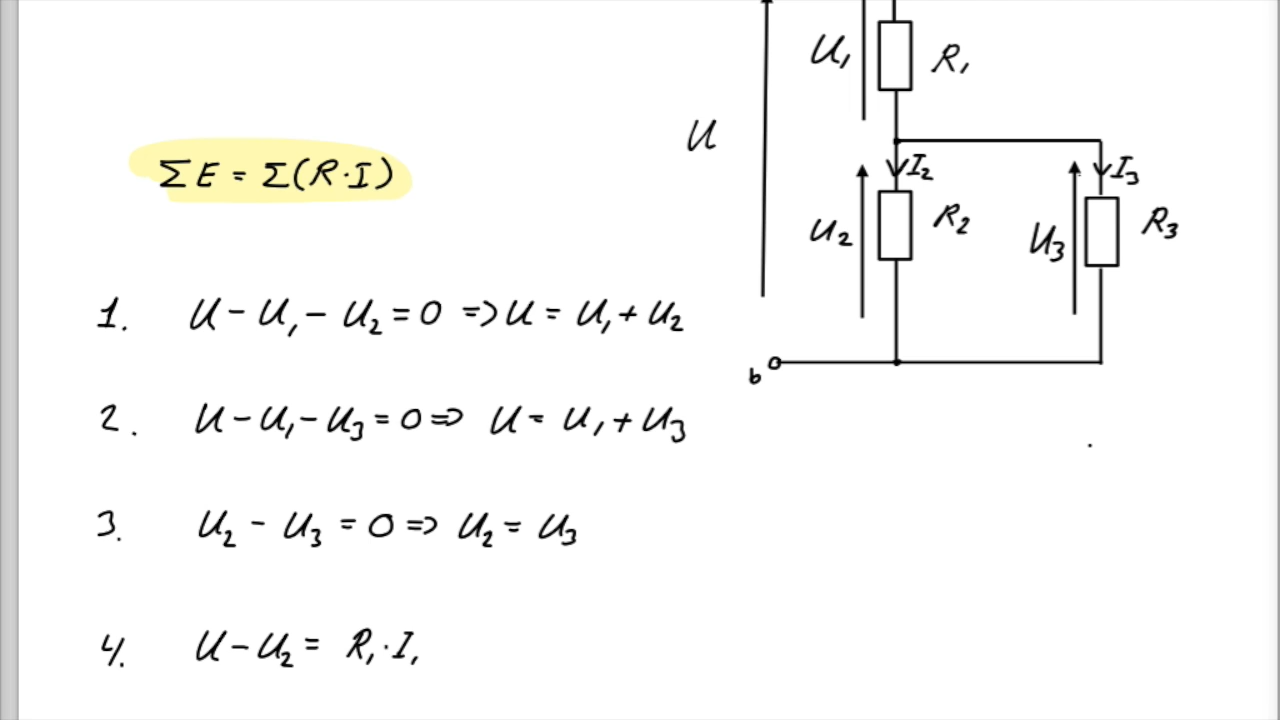 U₁ R₁
U
ΣE = Σ(R·I)
I₂ I₃
U₂ R₂ U₃ R₃
1. U - U₁ - U₂ = 0 => U = U₁ + U₂
b
2. U - U₁ - U₃ = 0 => U = U₁ + U₃
3. U₂ - U₃ = 0 => U₂ = U₃
4. U - U₂ = R₁·I₁